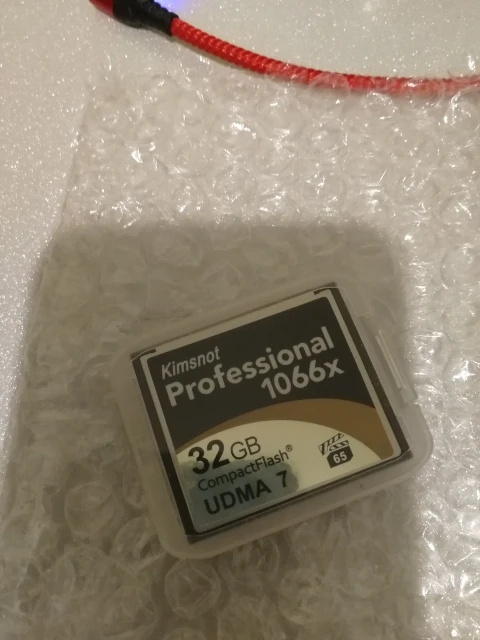 Kimsnot
Professional
1066x
32GB
CompactFlash®
UDMA 7
65